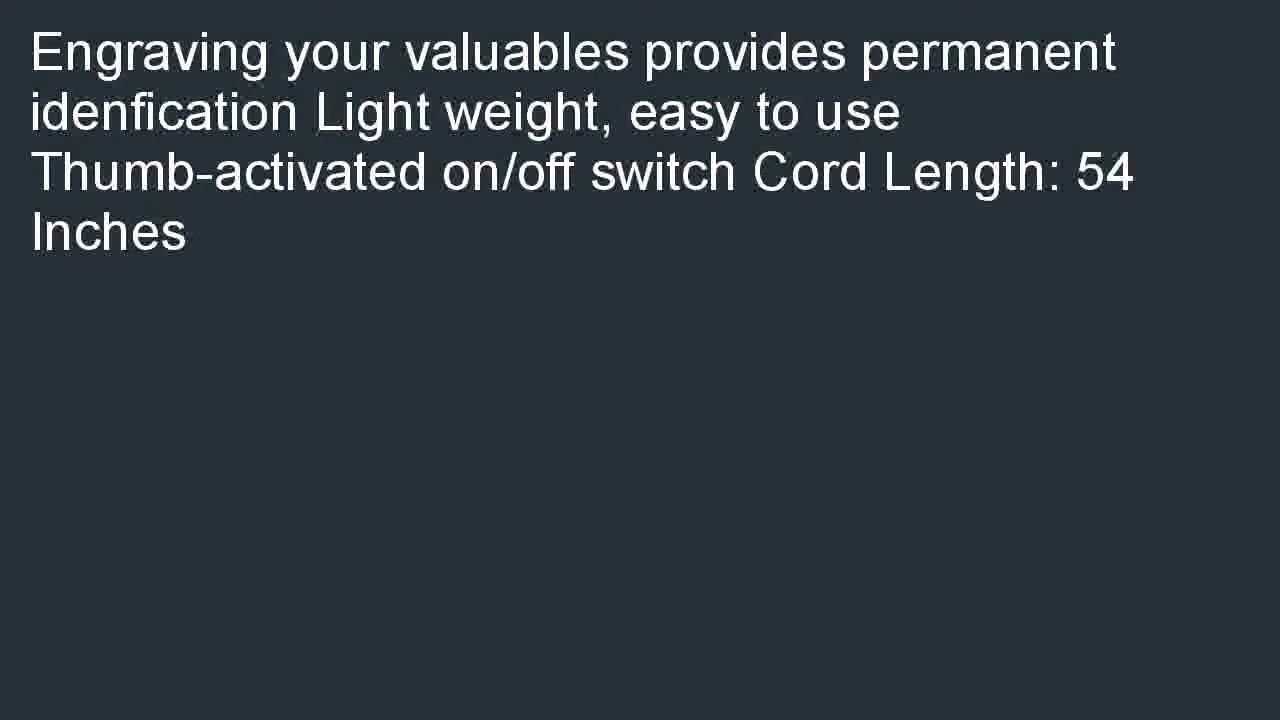 Engraving your valuables provides permanent
idenfication Light weight, easy to use
Thumb-activated on/off switch Cord Length: 54
Inches